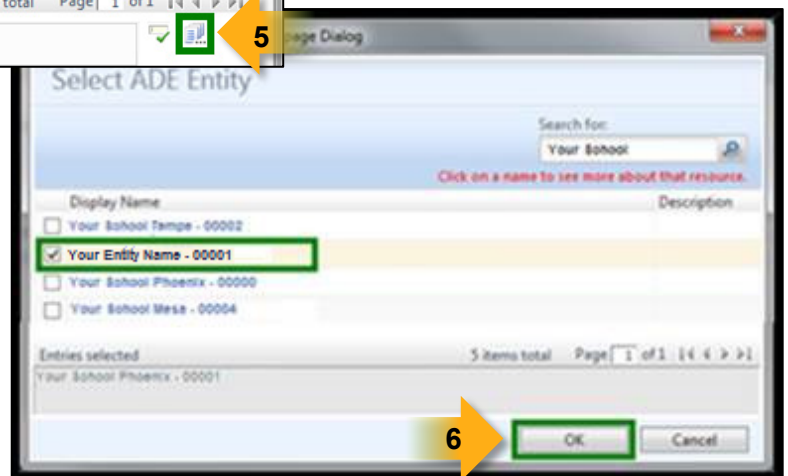 total Page 1 of 1
5
page Dialog
Select ADE Entity
Search for:
Your School
Click on a name to see more about that resource.
Display Name Description
Your School Tempe - 00002
Your Entity Name - 00001
Your School Phoenix - 00000
Your School Mesa - 00004
Entries selected 5 items total Page 1 of 1
Your School Phoenix - 00001
6 OK Cancel